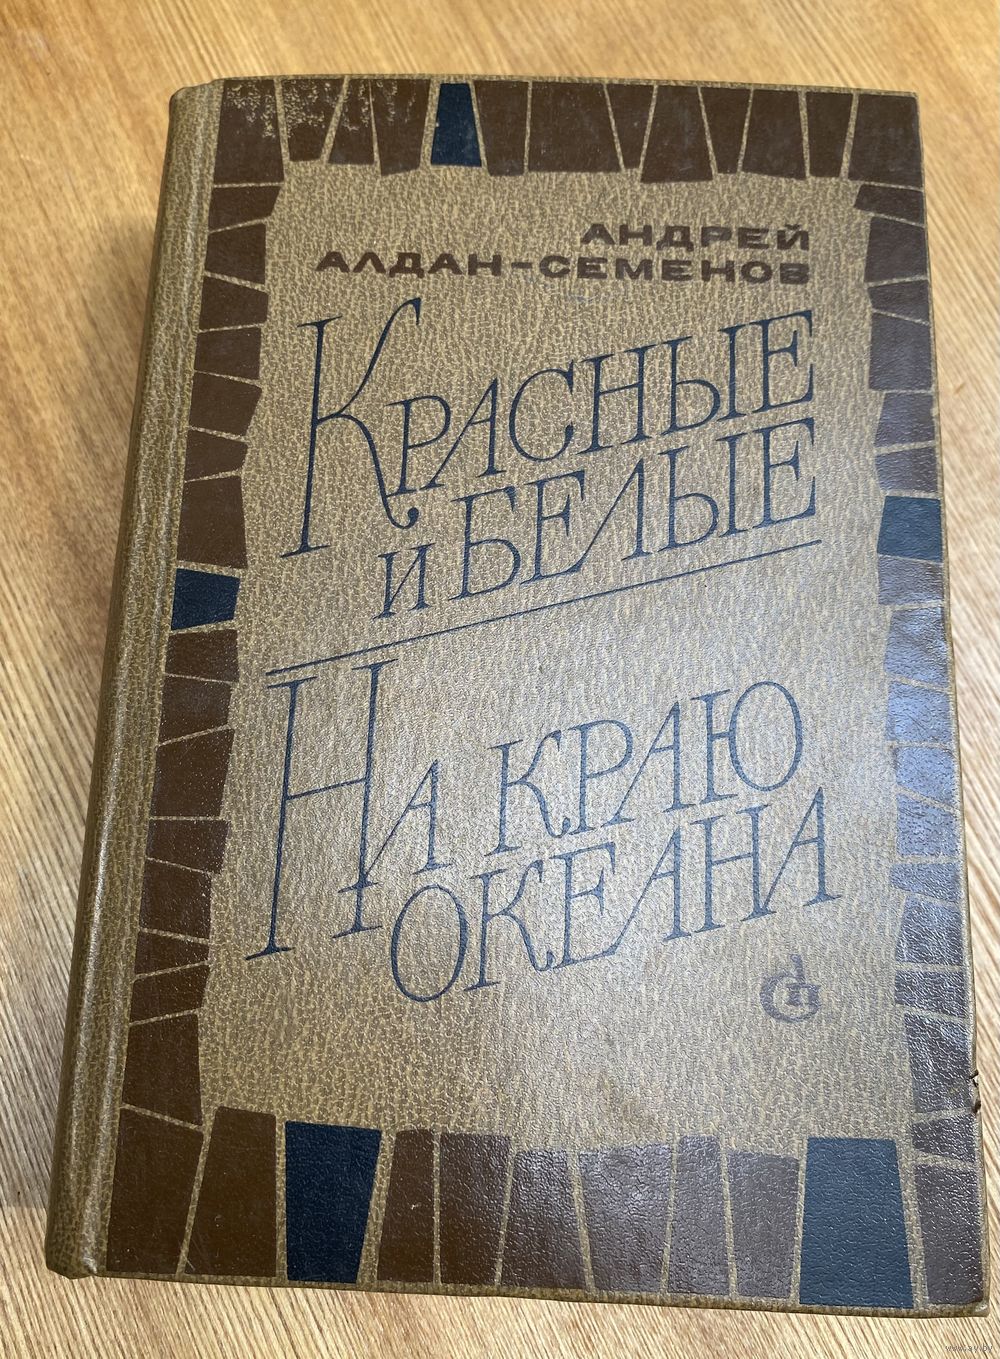 АНДРЕЙ
АЛДАН-СЕМЕНОВ
КРАСНЫЕ
И БЕЛЫЕ
НА КРАЮ
ОКЕАНА